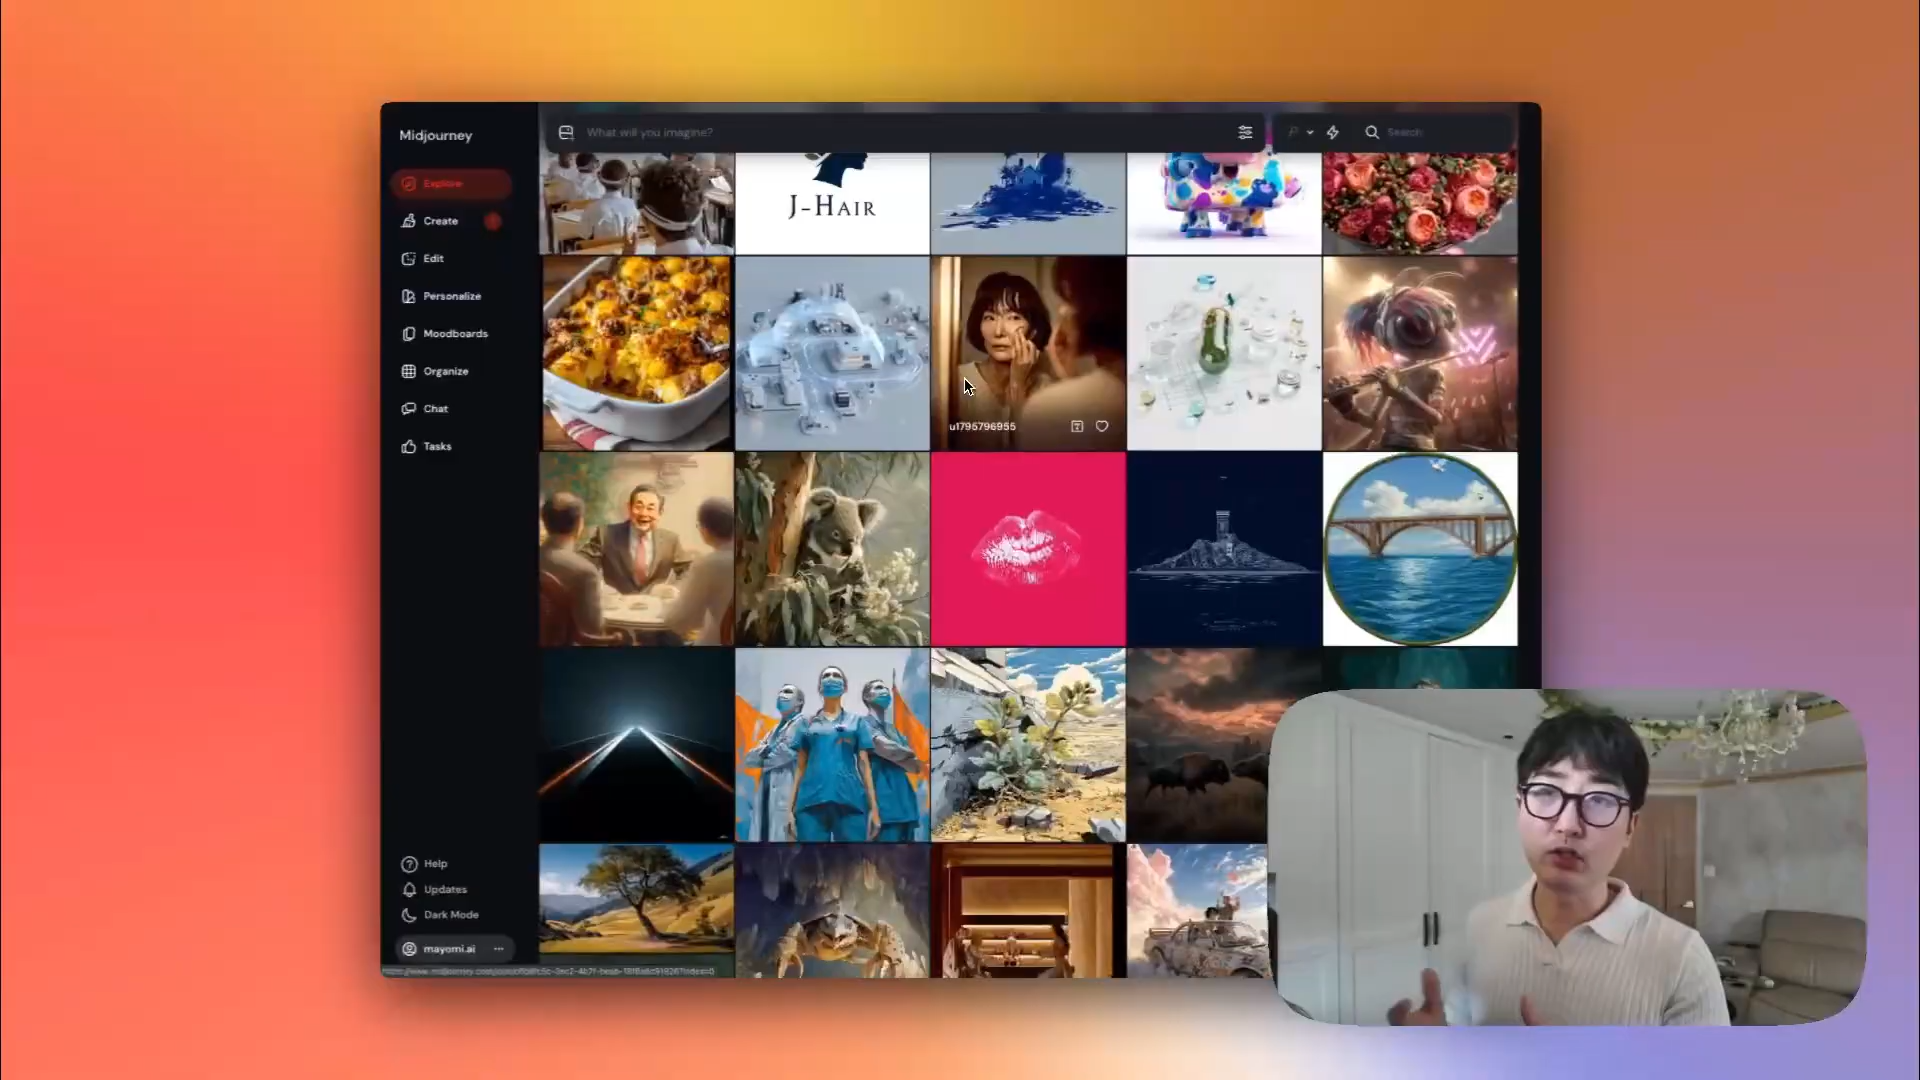 Midjourney
What will you imagine?
Search
Explore
Create
Edit
Personalize
Moodboards
Organize
Chat
Tasks
J-HAIR
u1795796955
Help
Updates
Dark Mode
mayomi.ai